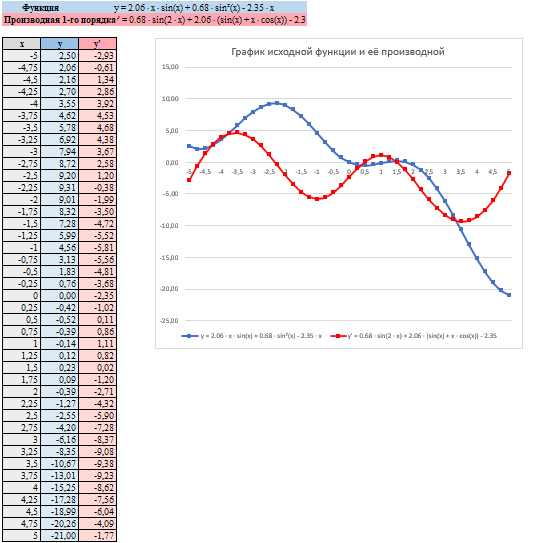 Функция y = 2.06 · x · sin(x) + 0.68 · sin²(x) - 2.35 · x
Производная 1-го порядка ' = 0.68 · sin(2 · x) + 2.06 · (sin(x) + x · cos(x)) - 2.3
x y y'
-5 2,50 -2,93
-4,75 2,06 -0,61
-4,5 2,16 1,34
-4,25 2,70 2,86
-4 3,55 3,92
-3,75 4,62 4,53
-3,5 5,78 4,68
-3,25 6,92 4,38
-3 7,94 3,67
-2,75 8,72 2,58
-2,5 9,20 1,20
-2,25 9,31 -0,38
-2 9,01 -1,99
-1,75 8,32 -3,50
-1,5 7,28 -4,72
-1,25 5,99 -5,52
-1 4,56 -5,81
-0,75 3,13 -5,56
-0,5 1,83 -4,81
-0,25 0,76 -3,68
0 0,00 -2,35
0,25 -0,42 -1,02
0,5 -0,52 0,11
0,75 -0,39 0,86
1 -0,14 1,11
1,25 0,12 0,82
1,5 0,23 0,02
1,75 0,09 -1,20
2 -0,39 -2,71
2,25 -1,27 -4,32
2,5 -2,55 -5,90
2,75 -4,20 -7,28
3 -6,16 -8,37
3,25 -8,35 -9,08
3,5 -10,67 -9,38
3,75 -13,01 -9,23
4 -15,25 -8,62
4,25 -17,28 -7,56
4,5 -18,99 -6,04
4,75 -20,26 -4,09
5 -21,00 -1,77
График исходной функции и её производной
15,00
10,00
5,00
0,00
-5 -4,5 -4 -3,5 -3 -2,5 -2 -1,5 -1 -0,5 0 0,5 1 1,5 2 2,5 3 3,5 4 4,5 5
-5,00
-10,00
-15,00
-20,00
-25,00
y = 2.06 · x · sin(x) + 0.68 · sin²(x) - 2.35 · x y' = 0.68 · sin(2 · x) + 2.06 · (sin(x) + x · cos(x)) - 2.35